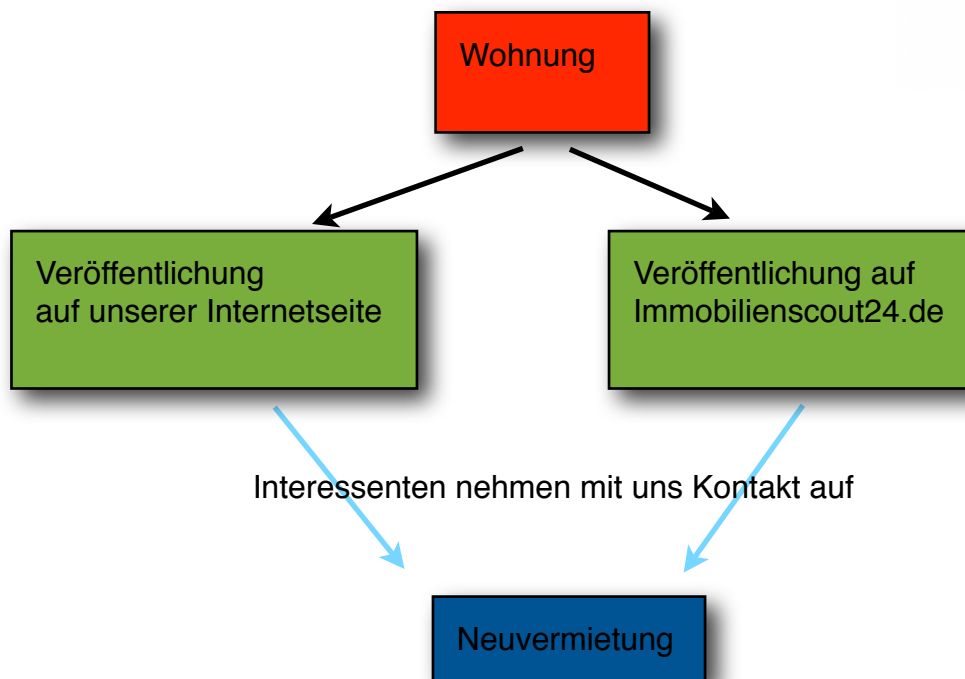 Wohnung
Veröffentlichung
auf unserer Internetseite
Veröffentlichung auf
Immobilienscout24.de
Interessenten nehmen mit uns Kontakt auf
Neuvermietung